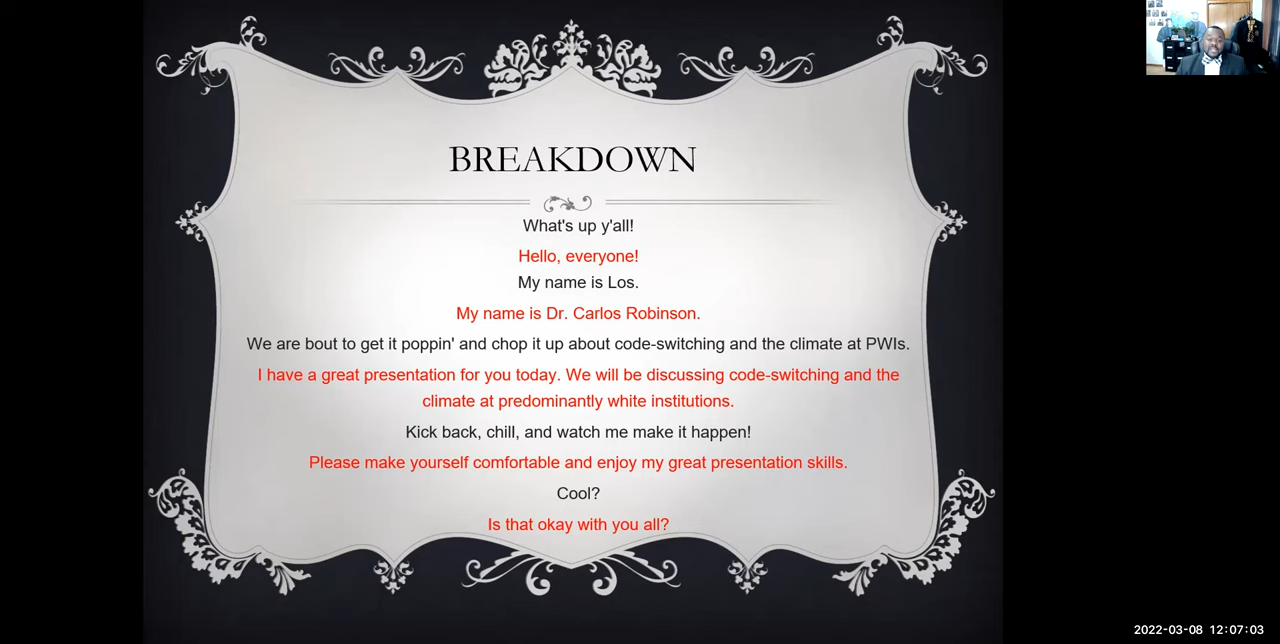 BREAKDOWN
What's up y'all!
Hello, everyone!
My name is Los.
My name is Dr. Carlos Robinson.
We are bout to get it poppin' and chop it up about code-switching and the climate at PWIs.
I have a great presentation for you today. We will be discussing code-switching and the
climate at predominantly white institutions.
Kick back, chill, and watch me make it happen!
Please make yourself comfortable and enjoy my great presentation skills.
Cool?
Is that okay with you all?
2022-03-08 12:07:03